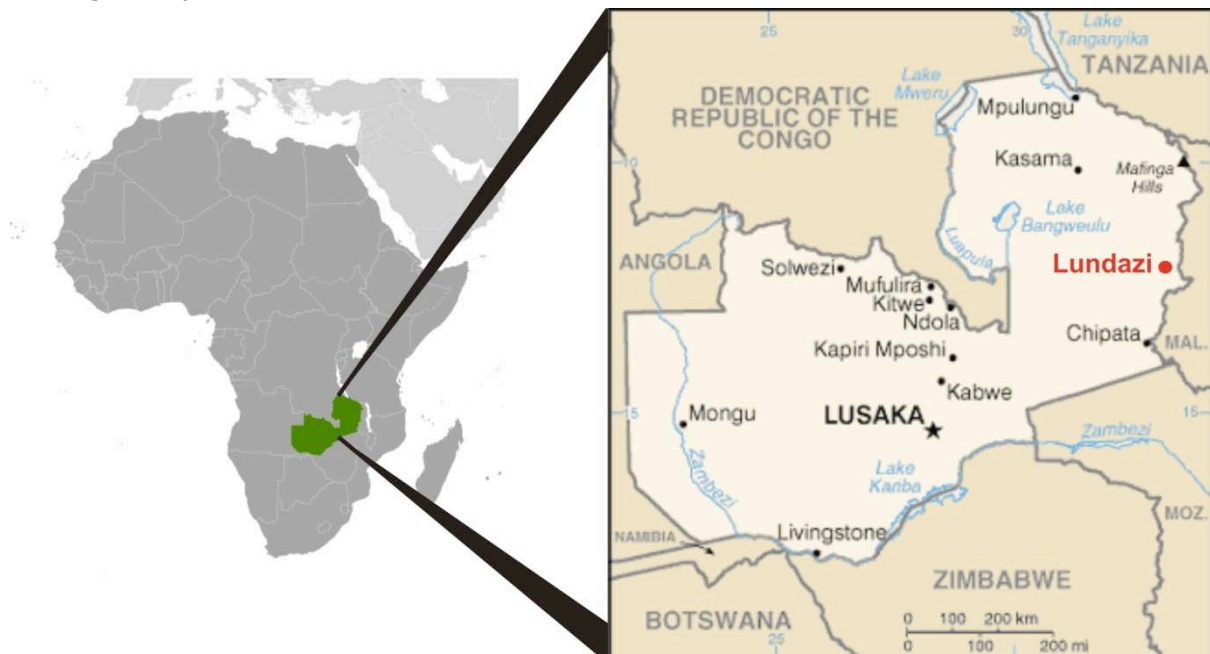 25
30
Lake
Tanganyika
TANZANIA
Lake
Mweru
DEMOCRATIC
REPUBLIC OF THE
CONGO
Mpulungu
10
Kasama
Mafinga
Hills
Lake
Bangweulu
Luapula
ANGOLA
Solwezi
Lundazi
Mufulira
Kitwe
Ndola
Chipata
MAL.
Kapiri Mposhi
Kabwe
15
Mongu
LUSAKA
15
Zambezi
Zambezi
Lake
Kariba
MOZ.
NAMIBIA
Livingstone
ZIMBABWE
BOTSWANA
0 100 200 km
0 100 200 mi
25